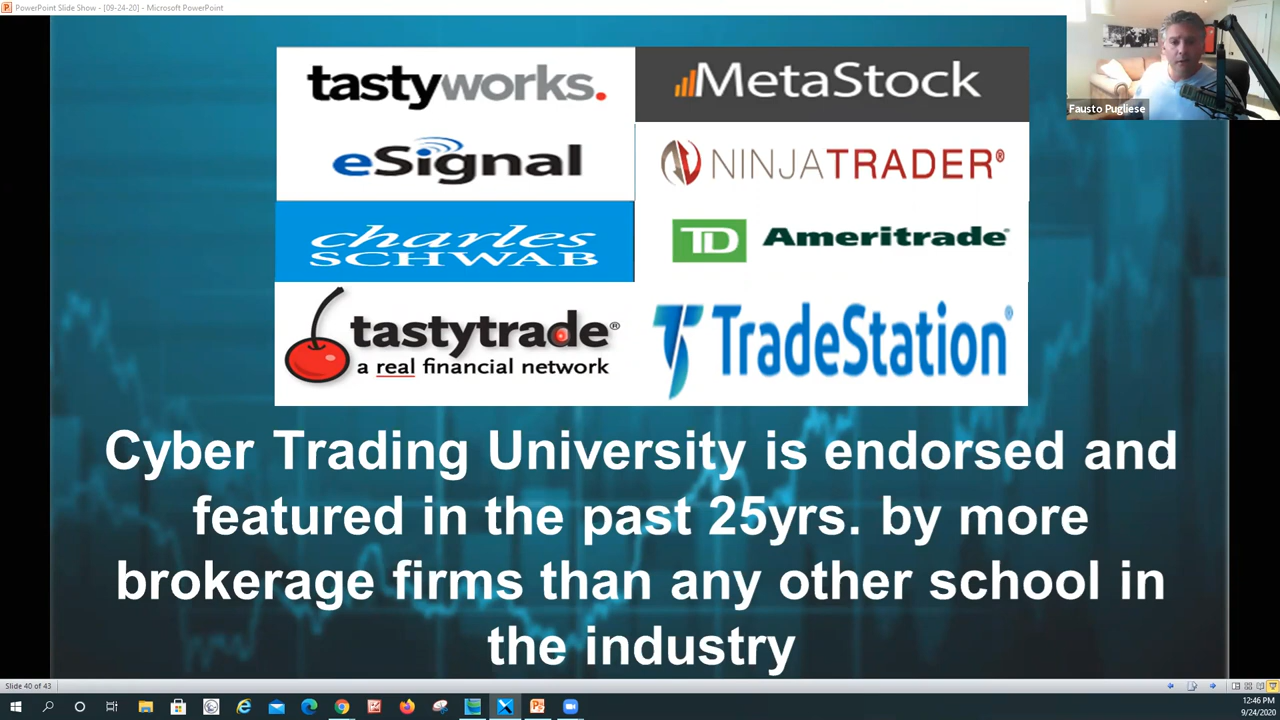 PowerPoint Slide Show - [09-24-20] - Microsoft PowerPoint
Fausto Pugliese
tastyworks.
MetaStock
eSignal
NINJATRADER®
charles SCHWAB
TD Ameritrade®
tastytrade®
a real financial network
TradeStation®
Cyber Trading University is endorsed and
featured in the past 25yrs. by more
brokerage firms than any other school in
the industry
Slide 40 of 43
12:46 PM
9/24/2020